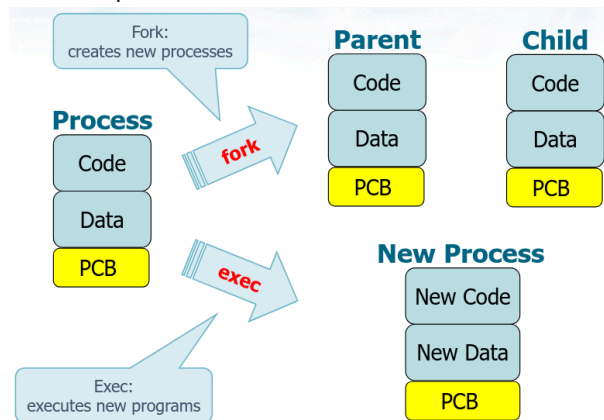 Fork:
creates new processes
Parent
Child
Code
Code
Data
Data
PCB
PCB
Process
Code
Data
PCB
fork
exec
New Process
New Code
New Data
PCB
Exec:
executes new programs